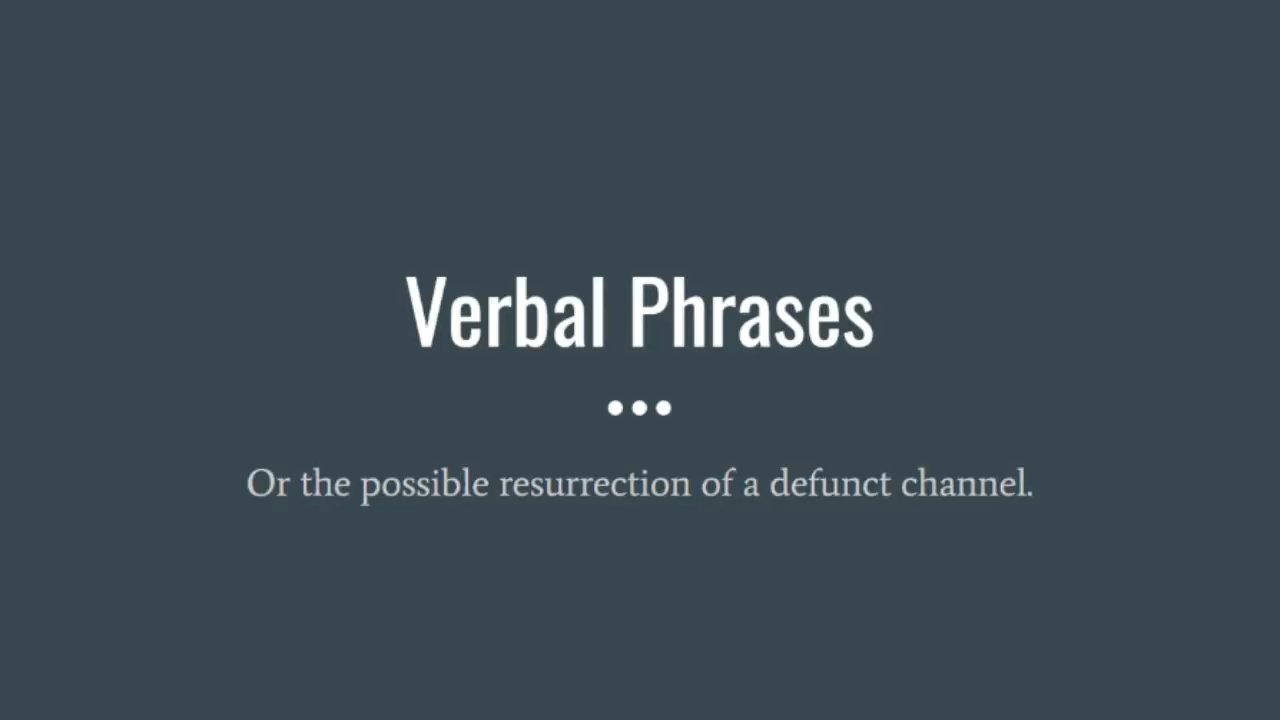 Verbal Phrases
Or the possible resurrection of a defunct channel.